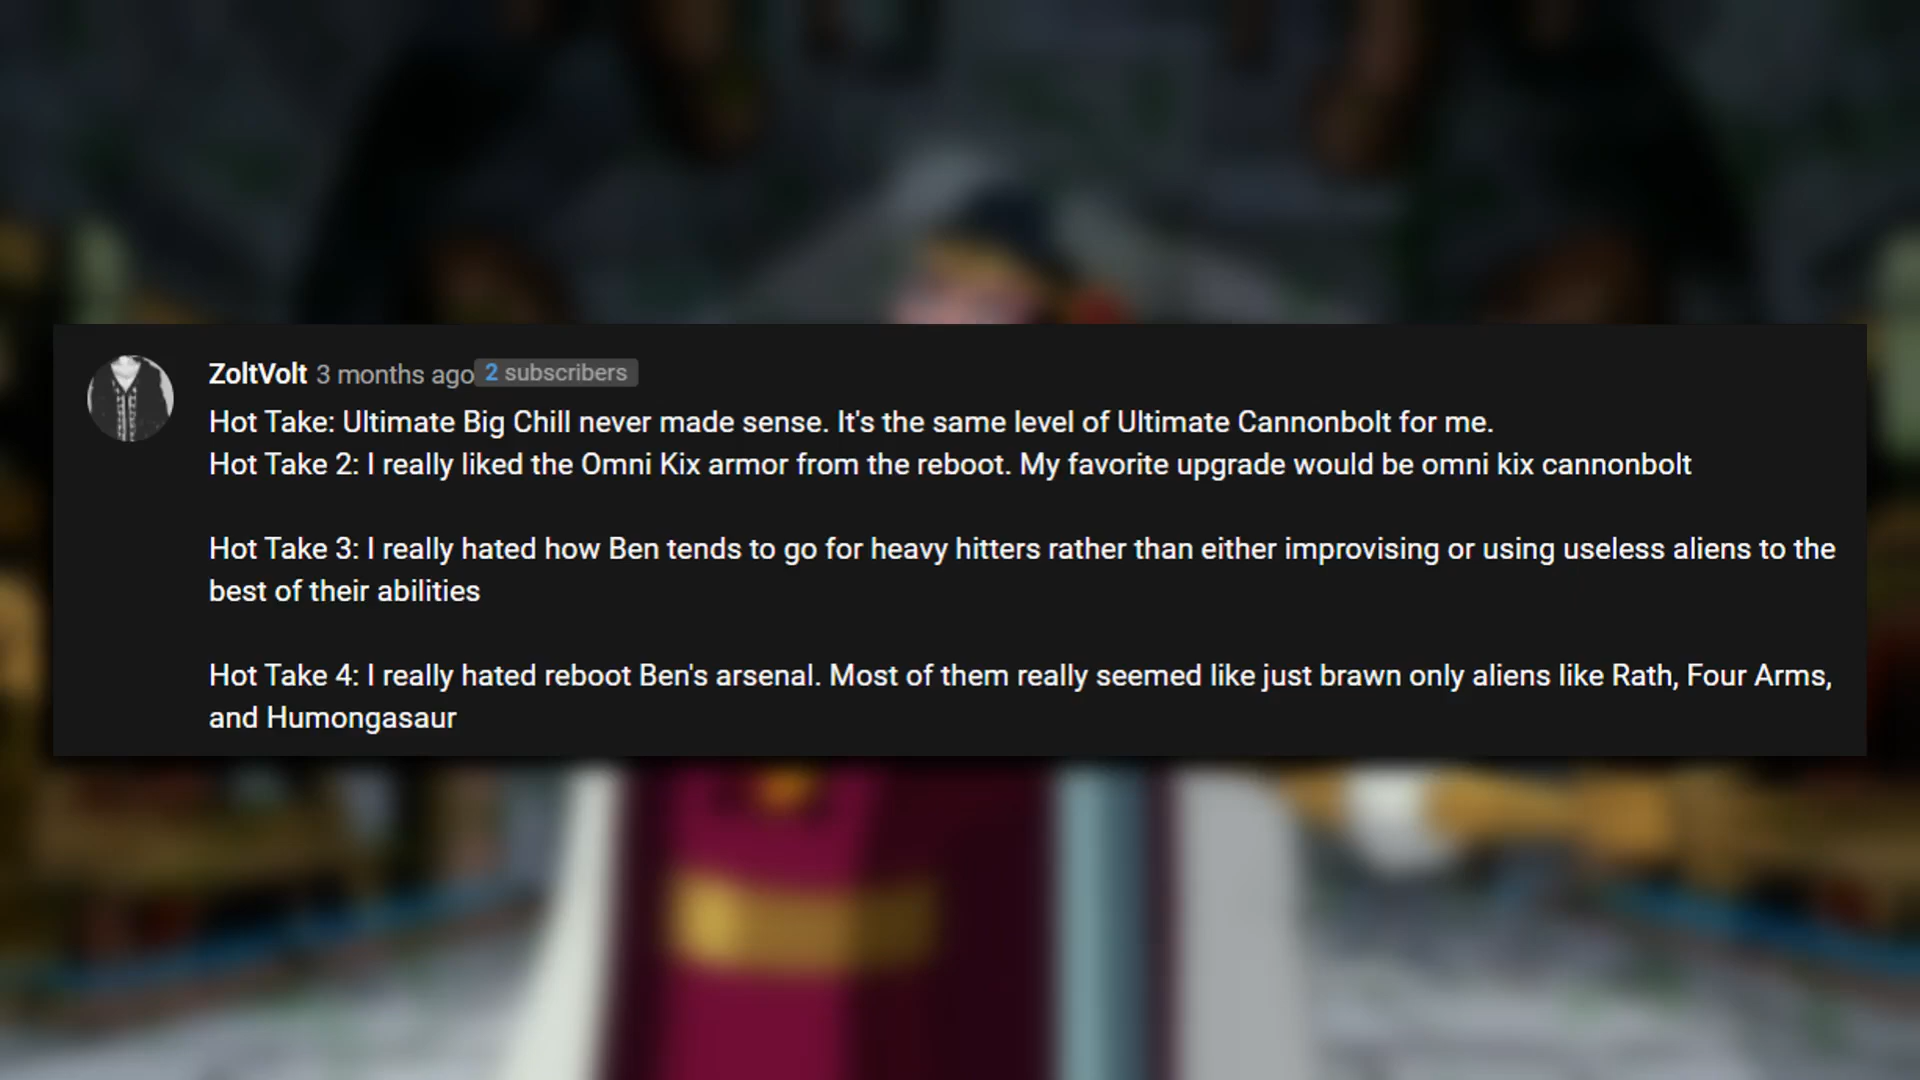 ZoltVolt 3 months ago 2 subscribers
Hot Take: Ultimate Big Chill never made sense. It's the same level of Ultimate Cannonbolt for me.
Hot Take 2: I really liked the Omni Kix armor from the reboot. My favorite upgrade would be omni kix cannonbolt
Hot Take 3: I really hated how Ben tends to go for heavy hitters rather than either improvising or using useless aliens to the
best of their abilities
Hot Take 4: I really hated reboot Ben's arsenal. Most of them really seemed like just brawn only aliens like Rath, Four Arms,
and Humongasaur